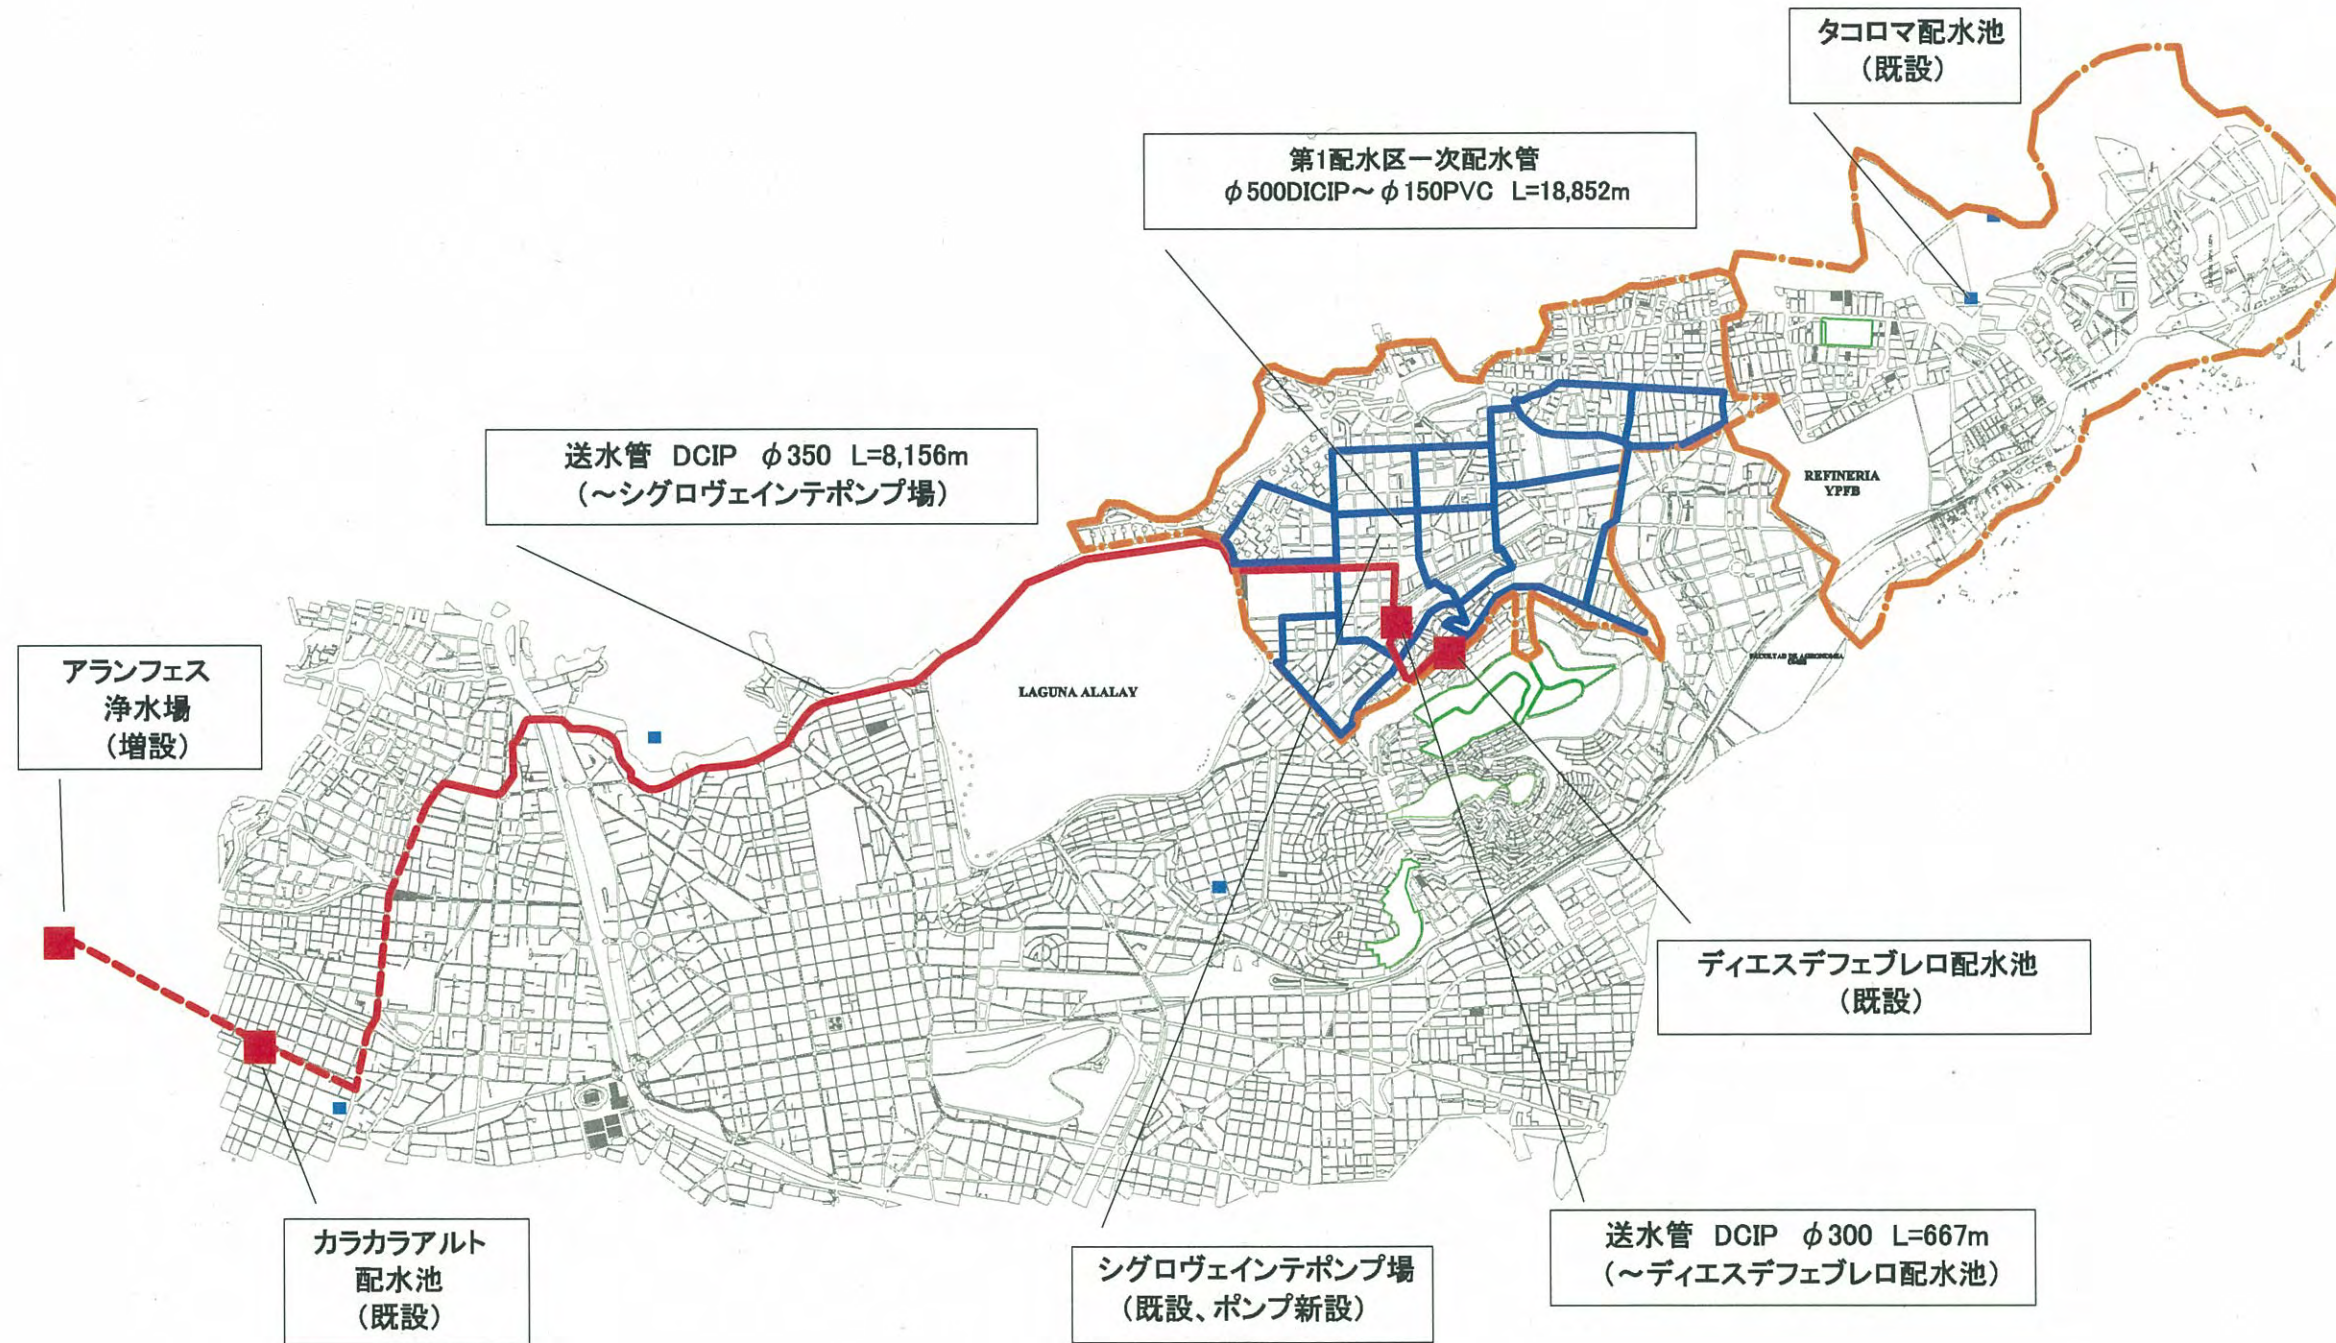 タコロマ配水池
（既設）
第1配水区一次配水管
φ500DICIP～φ150PVC L=18,852m
送水管 DCIP φ350 L=8,156m
（～シグロヴェインテポンプ場）
REFINERIA
YPFB
アランフェス
浄水場
（増設）
LAGUNA ALALAY
FACULTAD DE AGRONOMIA
ディエスデフェブレロ配水池
（既設）
カラカラアルト
配水池
（既設）
シグロヴェインテポンプ場
（既設、ポンプ新設）
送水管 DCIP φ300 L=667m
（～ディエスデフェブレロ配水池）